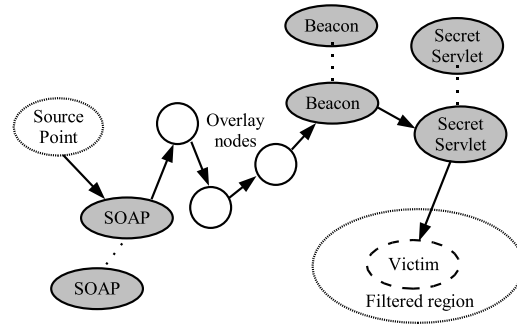 Beacon
Secret
Servlet
Beacon
Source
Point
Overlay
nodes
Secret
Servlet
SOAP
SOAP
Victim
Filtered region